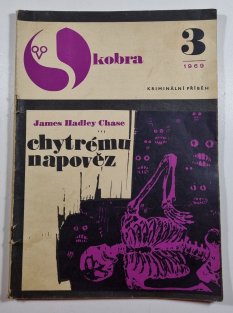 kobra
3
1969
KRIMINÁLNÍ PŘÍBĚH
James Hadley Chase
chytrému
napověz